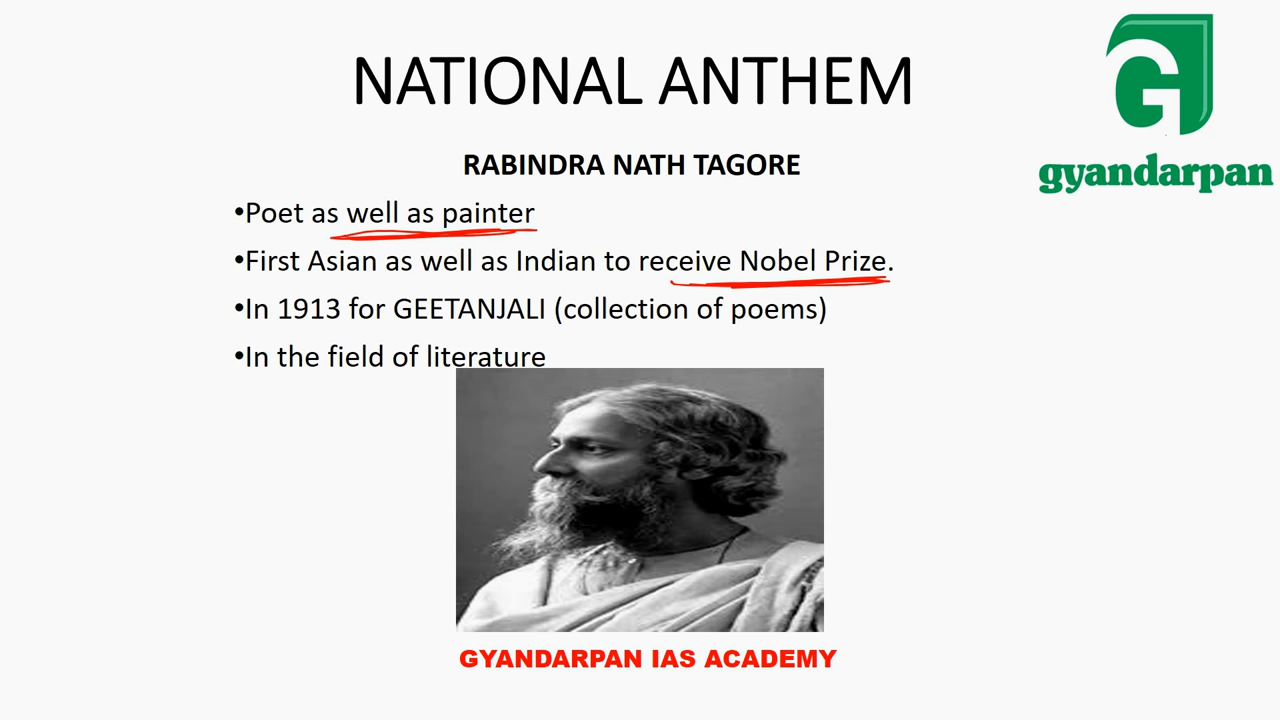 NATIONAL ANTHEM
G
gyandarpan
RABINDRA NATH TAGORE
•Poet as well as painter
•First Asian as well as Indian to receive Nobel Prize.
•In 1913 for GEETANJALI (collection of poems)
•In the field of literature
GYANDARPAN IAS ACADEMY